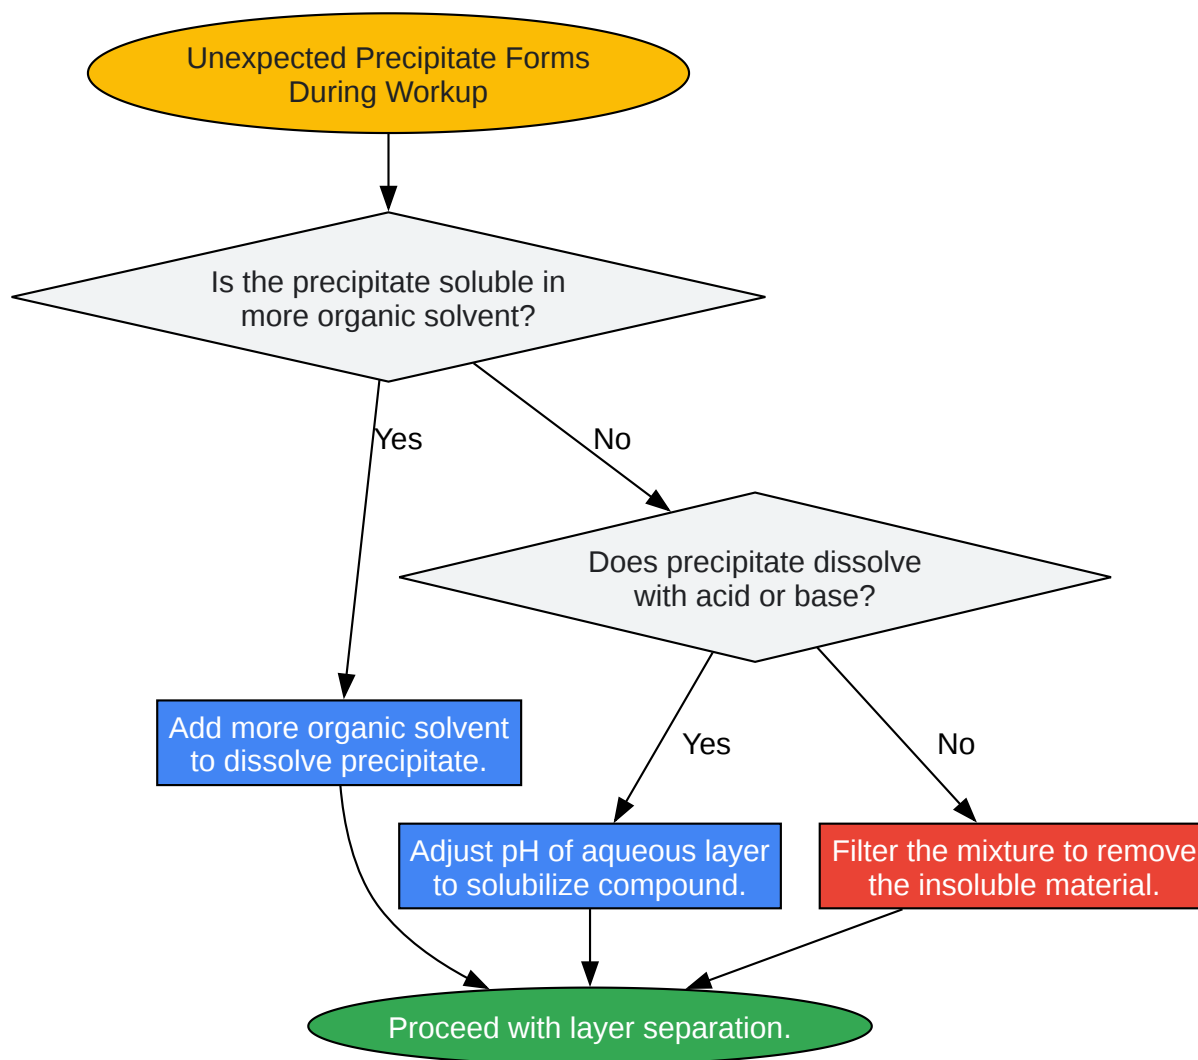 Unexpected Precipitate Forms
During Workup
Is the precipitate soluble in
more organic solvent?
Yes
No
Does precipitate dissolve
with acid or base?
Add more organic solvent
to dissolve precipitate.
Yes
No
Adjust pH of aqueous layer
to solubilize compound.
Filter the mixture to remove
the insoluble material.
Proceed with layer separation.